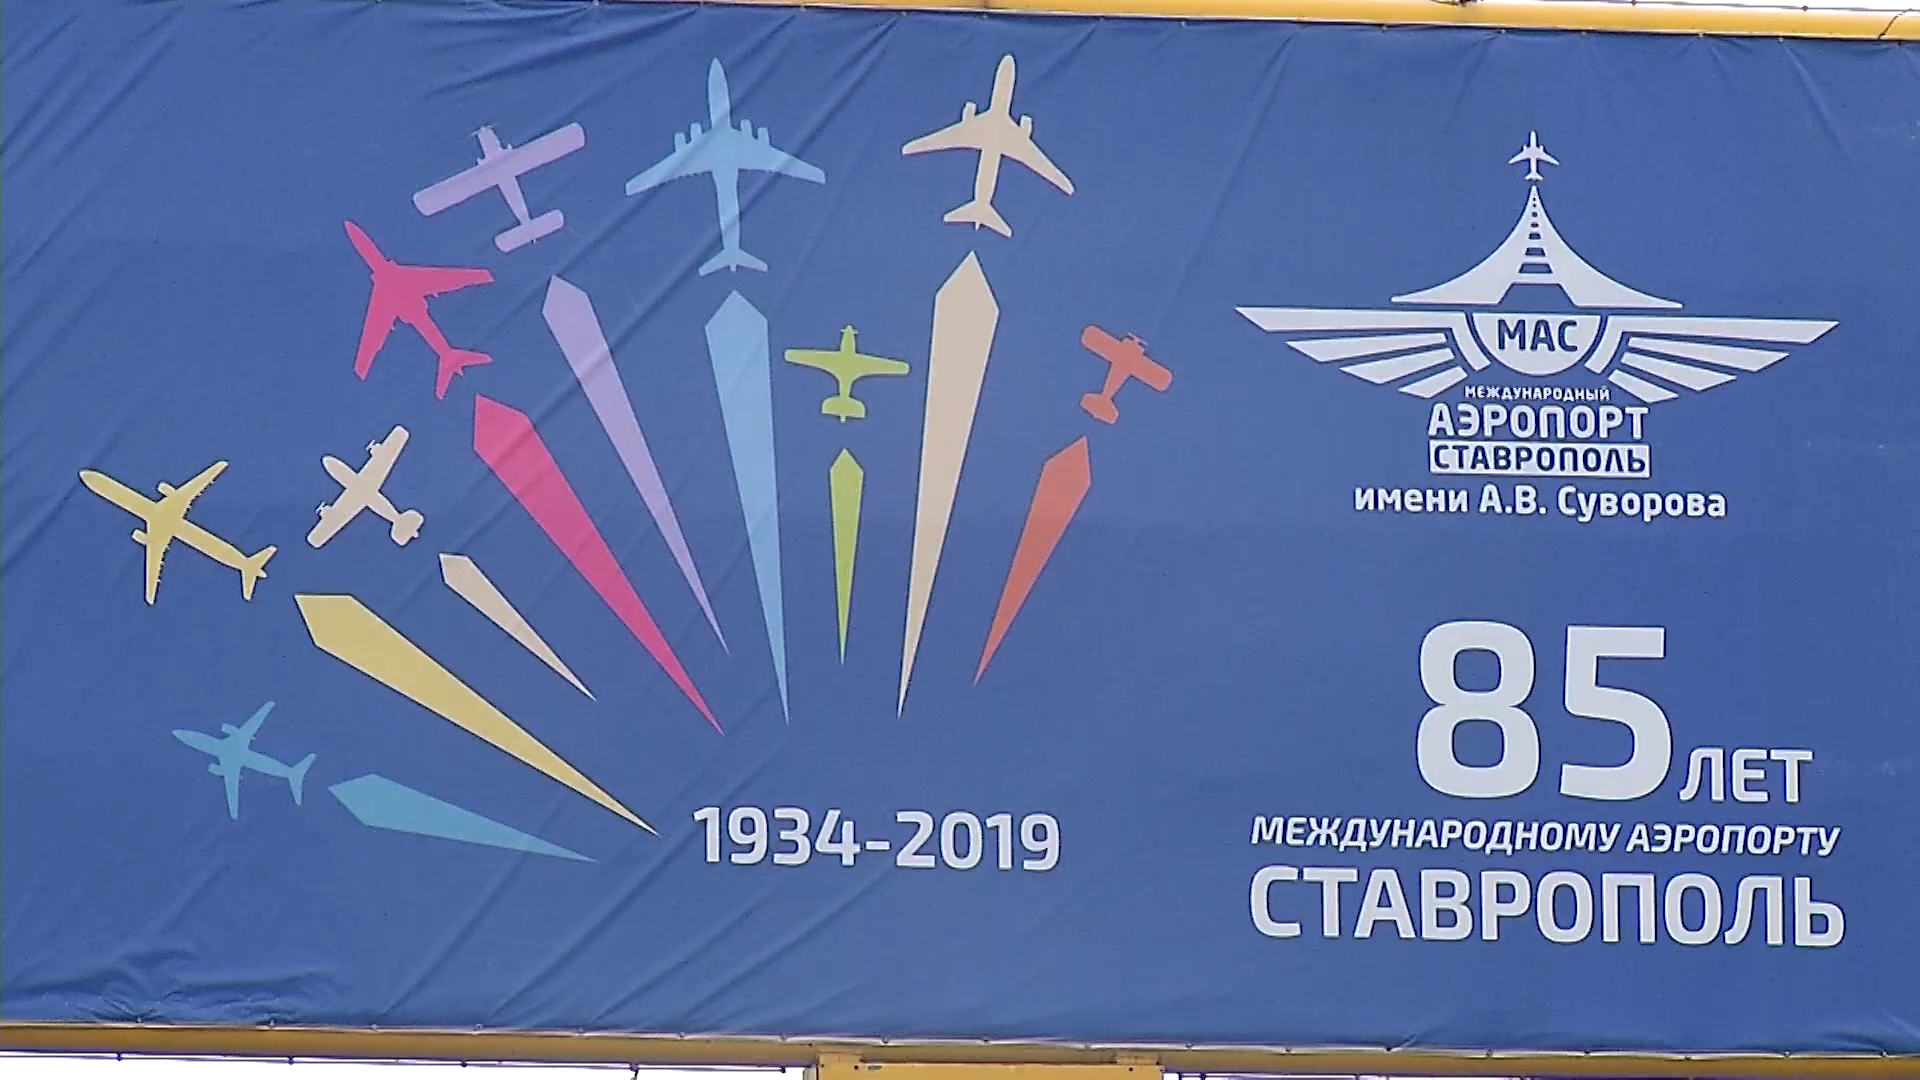 МАС
МЕЖДУНАРОДНЫЙ
АЭРОПОРТ
СТАВРОПОЛЬ
имени А.В. Суворова
85 ЛЕТ
МЕЖДУНАРОДНОМУ АЭРОПОРТУ
СТАВРОПОЛЬ
1934-2019